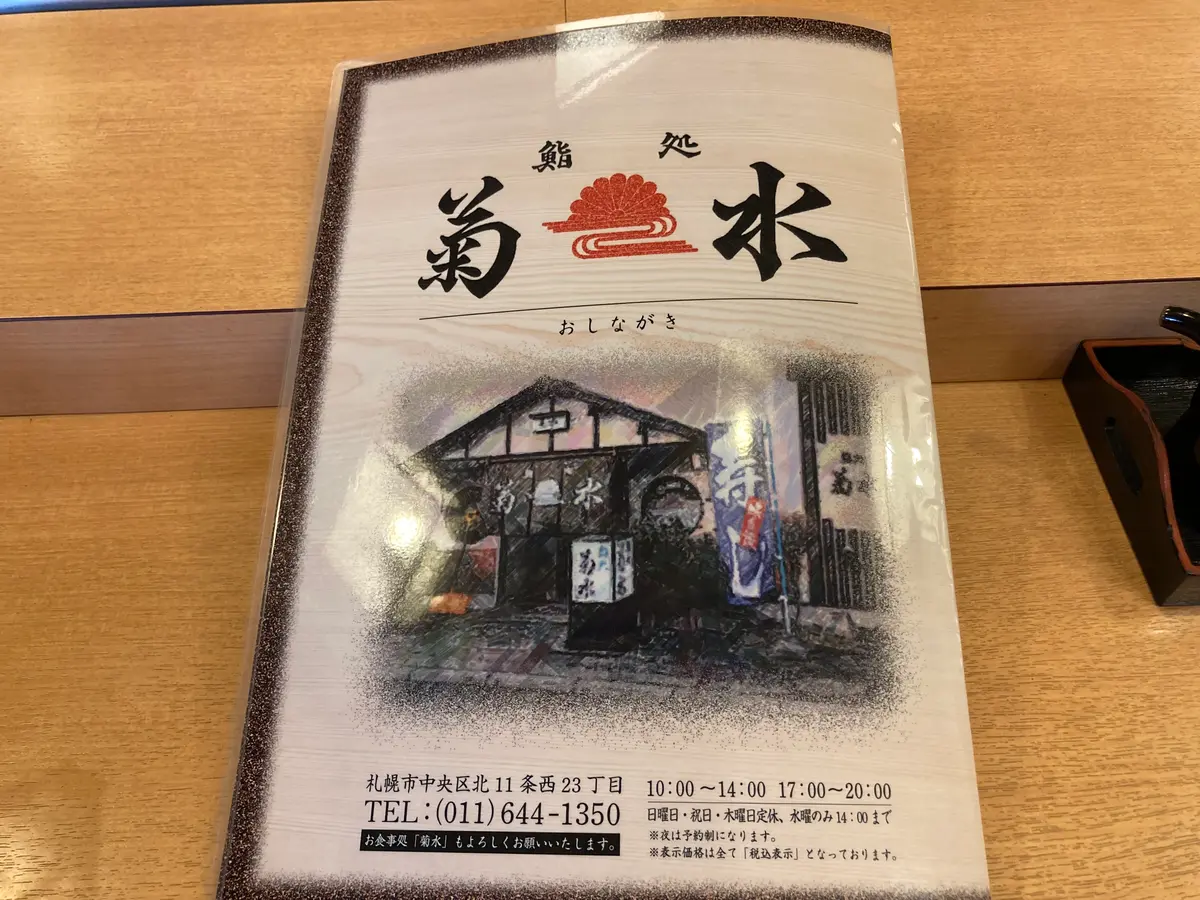 鮨処
菊水
おしながき
菊 水
寿し
菊水
菊
札幌市中央区北11条西23丁目
TEL:(011)644-1350
お食事処「菊水」もよろしくお願いいたします。
10:00～14:00 17:00～20:00
日曜日・祝日・木曜日定休、水曜のみ14:00まで
※夜は予約制になります。
※表示価格は全て「税込表示」となっております。